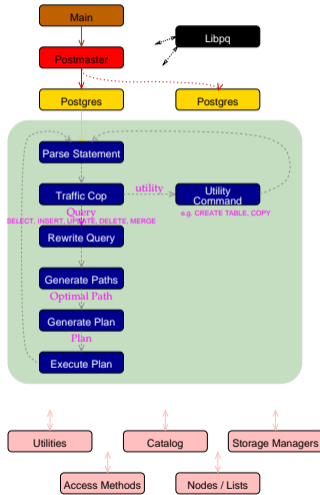 Main
Libpq
Postmaster
Postgres
Postgres
Parse Statement
Traffic Cop
utility
Utility
Command
Query
e.g. CREATE TABLE, COPY
SELECT, INSERT, UPDATE, DELETE, MERGE
Rewrite Query
Generate Paths
Optimal Path
Generate Plan
Plan
Execute Plan
Utilities
Catalog
Storage Managers
Access Methods
Nodes / Lists